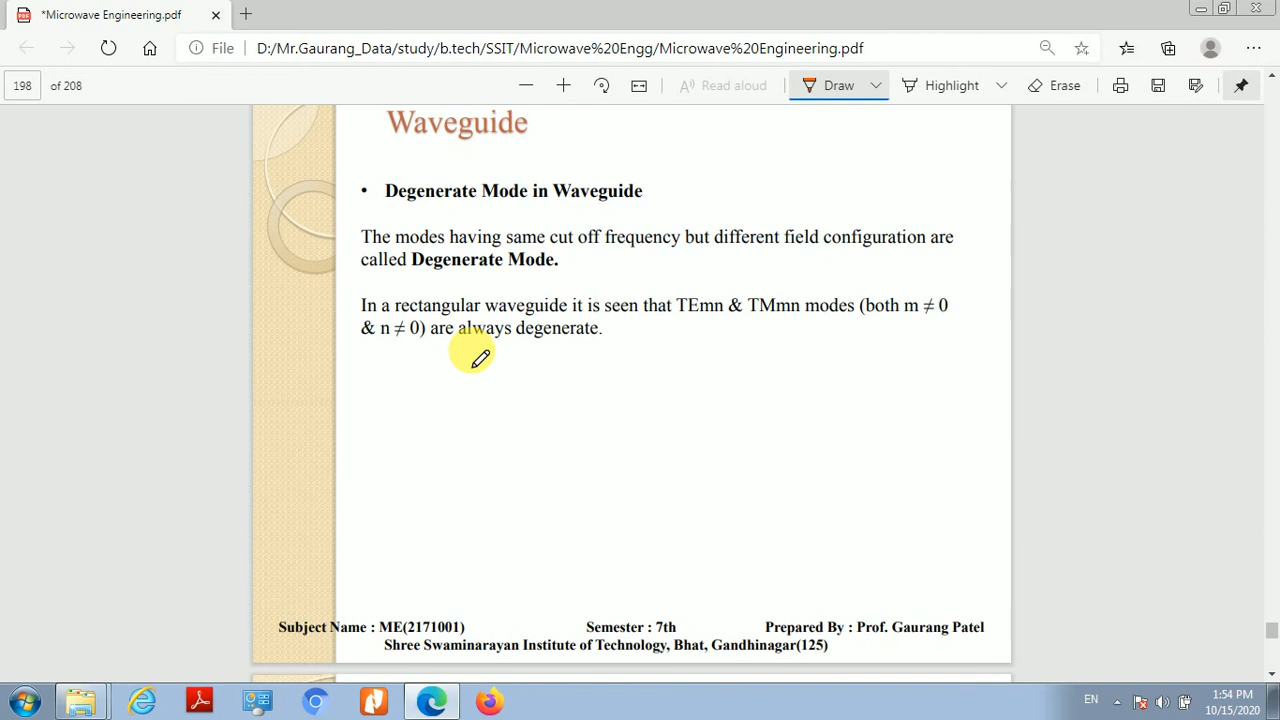 *Microwave Engineering.pdf
File D:/Mr.Gaurang_Data/study/b.tech/SSIT/Microwave%20Engg/Microwave%20Engineering.pdf
198 of 208 Read aloud Draw Highlight Erase
Waveguide
• Degenerate Mode in Waveguide
The modes having same cut off frequency but different field configuration are
called Degenerate Mode.
In a rectangular waveguide it is seen that TEmn & TMmn modes (both m ≠ 0
& n ≠ 0) are always degenerate.
Subject Name : ME(2171001) Semester : 7th Prepared By : Prof. Gaurang Patel
Shree Swaminarayan Institute of Technology, Bhat, Gandhinagar(125)
EN 1:54 PM
10/15/2020